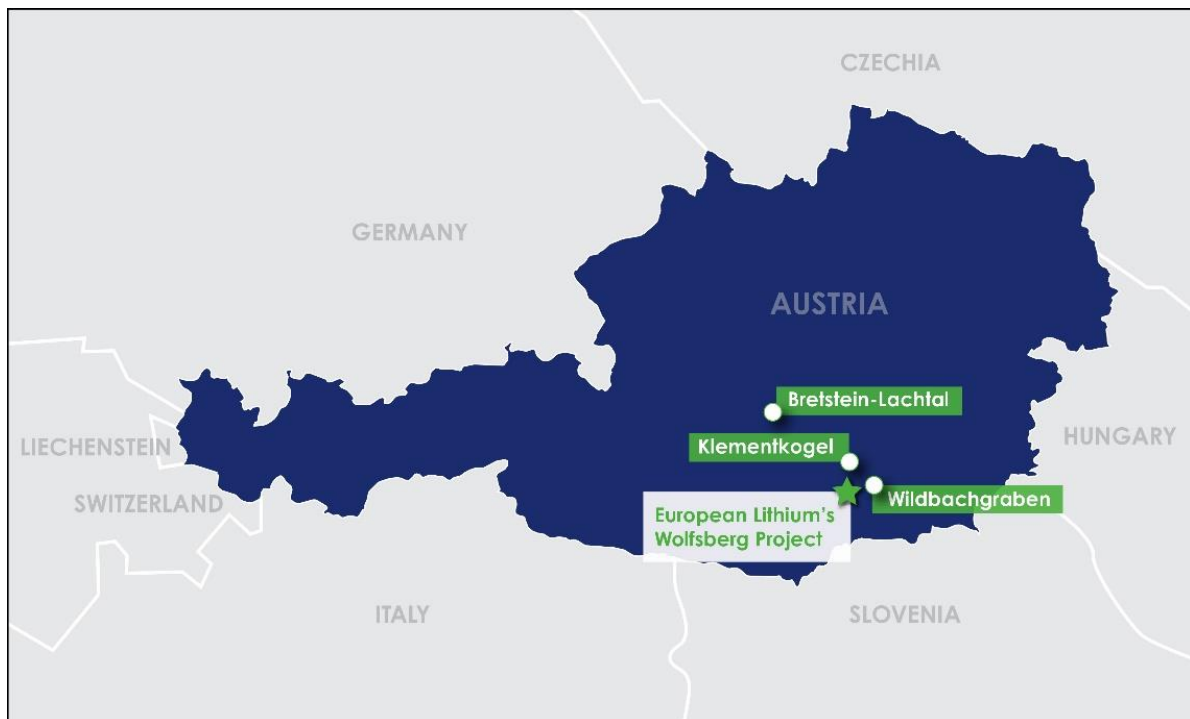 CZECHIA
GERMANY
AUSTRIA
Bretstein-Lachtal
LIECHENSTEIN
HUNGARY
Klementkogel
SWITZERLAND
Wildbachgraben
European Lithium's
Wolfsberg Project
ITALY
SLOVENIA